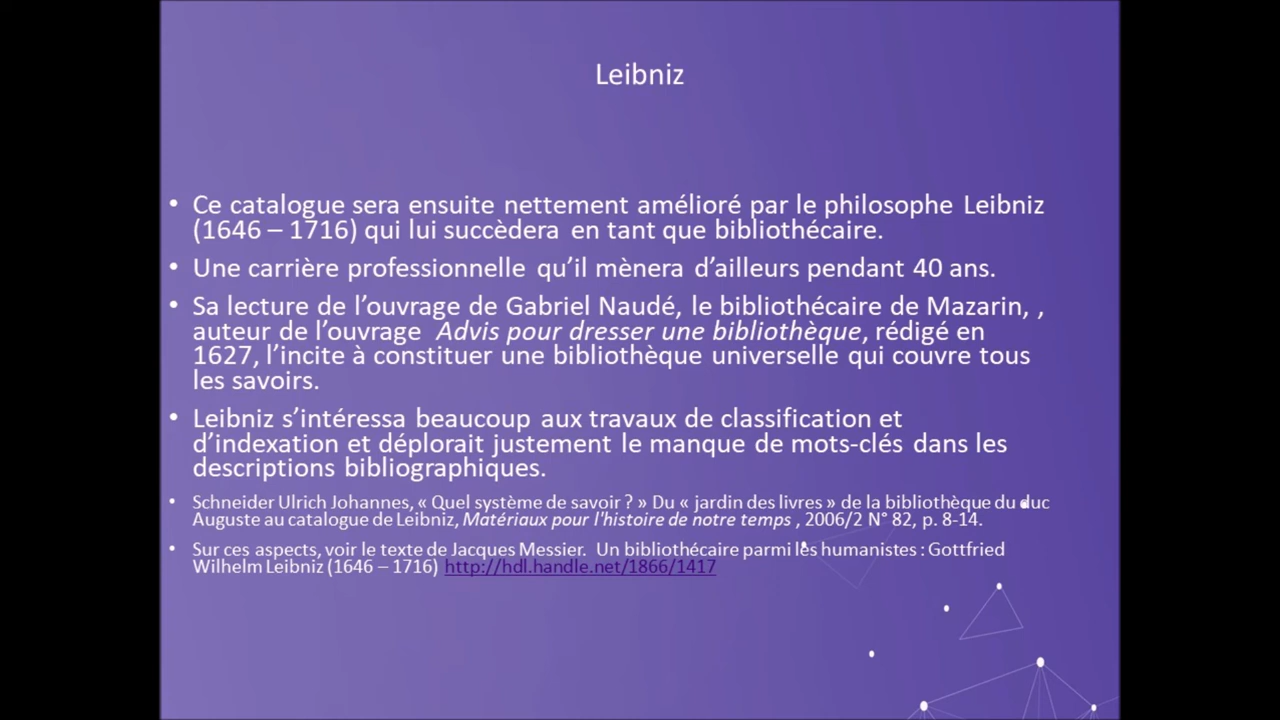 Leibniz
• Ce catalogue sera ensuite nettement amélioré par le philosophe Leibniz
(1646 – 1716) qui lui succèdera en tant que bibliothécaire.
• Une carrière professionnelle qu’il mènera d’ailleurs pendant 40 ans.
• Sa lecture de l’ouvrage de Gabriel Naudé, le bibliothécaire de Mazarin, ,
auteur de l’ouvrage Advis pour dresser une bibliothèque, rédigé en
1627, l’incite à constituer une bibliothèque universelle qui couvre tous
les savoirs.
• Leibniz s’intéressa beaucoup aux travaux de classification et
d’indexation et déplorait justement le manque de mots-clés dans les
descriptions bibliographiques.
• Schneider Ulrich Johannes, « Quel système de savoir ? » Du « jardin des livres » de la bibliothèque du duc
Auguste au catalogue de Leibniz, Matériaux pour l'histoire de notre temps , 2006/2 N° 82, p. 8-14.
• Sur ces aspects, voir le texte de Jacques Messier. Un bibliothécaire parmi lès humanistes : Gottfried
Wilhelm Leibniz (1646 – 1716) http://hdl.handle.net/1866/1417